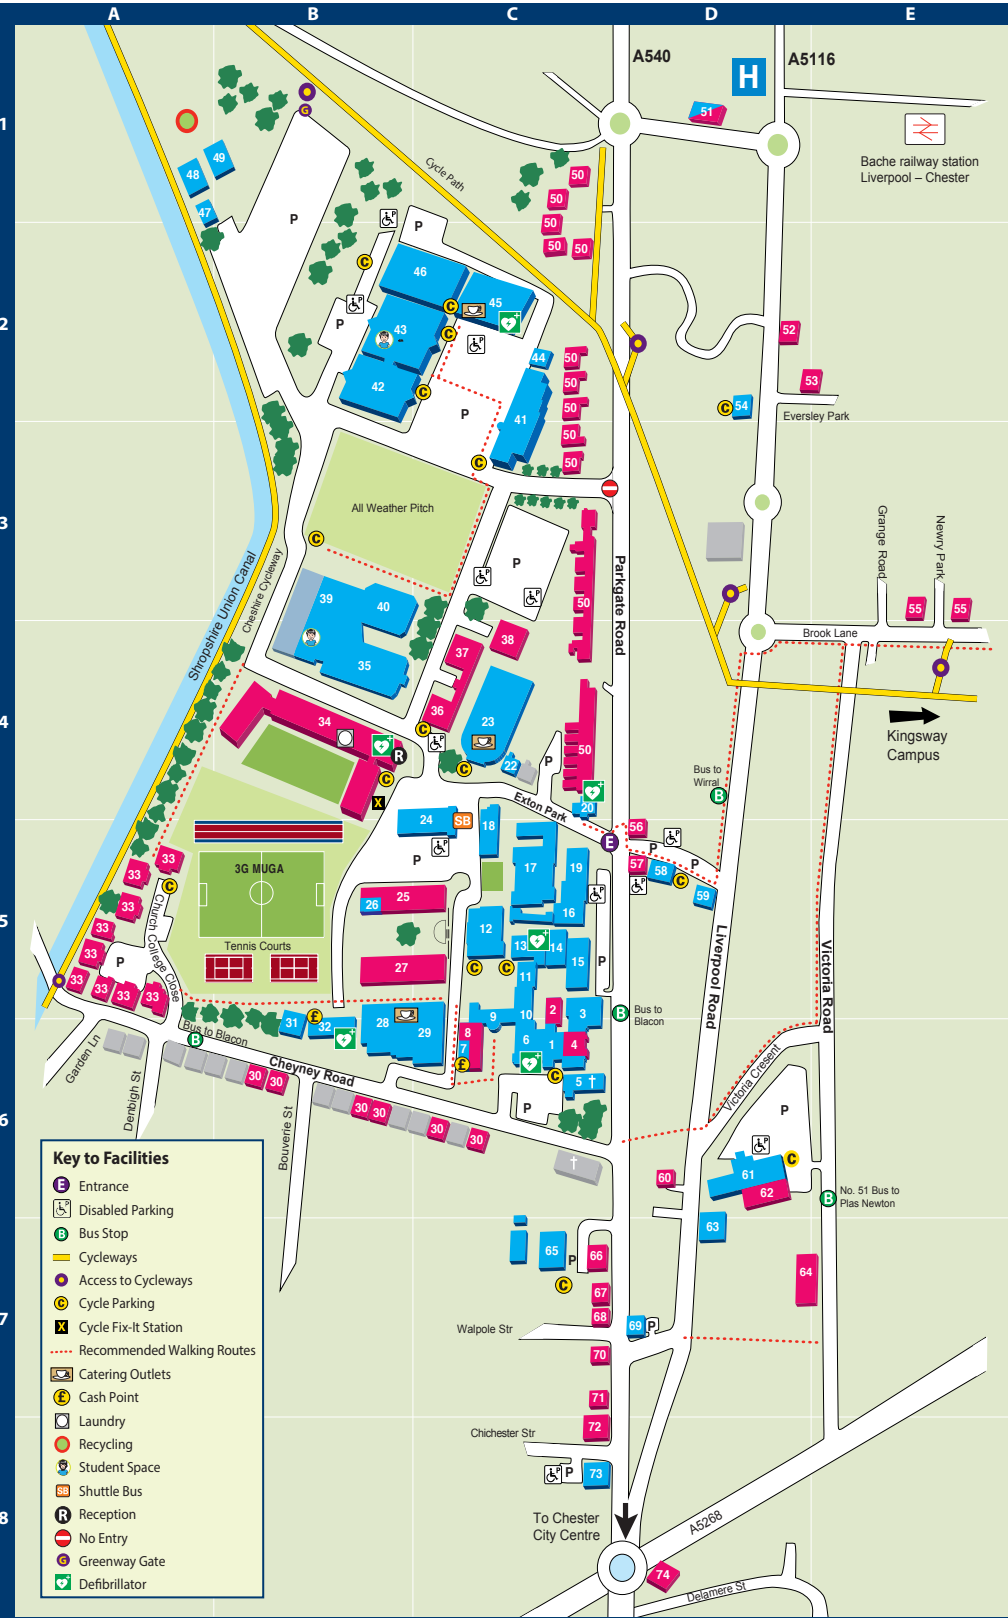 A
B
C
D
E
1
2
3
4
5
6
7
8
A540
A5116
H
51
Bache railway station
Liverpool – Chester
G
49
48
47
Cycle Path
50
50
50
50
50
P
P
P
46
45
43
42
44
41
P
50
50
50
50
50
52
53
54
Eversley Park
C
C
C
C
C
C
C
All Weather Pitch
P
50
Parkgate Road
Grange Road
Newry Park
55
55
Brook Lane
Shropshire Union Canal
Cheshire Cycleway
39
40
35
38
37
36
34
23
22
50
20
P
R
X
C
C
C
C
Kingsway
Campus
Bus to
Wirral
B
Exton Park
E
24
SB
18
17
19
16
56
57
58
59
P
P
P
C
3G MUGA
Tennis Courts
25
26
27
12
13
14
15
11
10
9
8
7
6
1
2
3
4
5 †
P
33
33
33
33
33
33
33
33
33
P
C
Church College Close
Liverpool Road
Victoria Road
Bus to
Blacon
B
Bus to Blacon
B
31
32
28
29
£
£
C
C
C
P
Garden Ln
Denbigh St
Bouverie St
Cheyney Road
30
30
30
30
30
30
†
Victoria Cresent
P
C
61
62
60
63
64
B
No. 51 Bus to
Plas Newton
65
P
66
C
67
68
69
P
Walpole Str
70
71
72
Chichester Str
P
73
To Chester
City Centre
A5268
74
Delamere St
Key to Facilities
E Entrance
P Disabled Parking
B Bus Stop
Cycleways
Access to Cycleways
C Cycle Parking
X Cycle Fix-It Station
Recommended Walking Routes
Catering Outlets
£ Cash Point
Laundry
Recycling
Student Space
SB Shuttle Bus
R Reception
No Entry
G Greenway Gate
Defibrillator